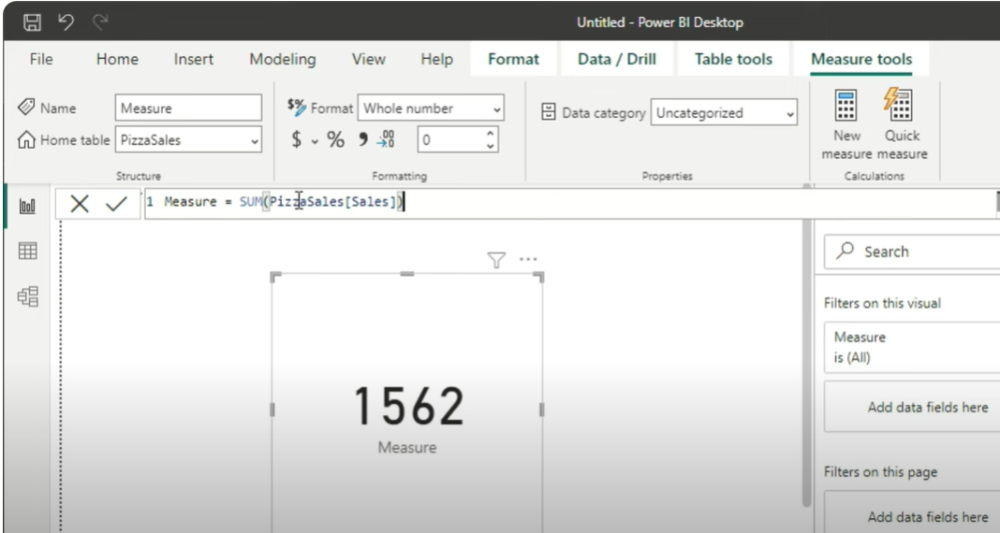 Untitled - Power BI Desktop
File Home Insert Modeling View Help Format Data / Drill Table tools Measure tools
Name Measure
Home table PizzaSales
Structure
$% Format Whole number
$ % , .00 →0 0
Formatting
Data category Uncategorized
Properties
New measure
Quick measure
Calculations
1 Measure = SUM(PizzaSales[Sales])
1562
Measure
Search
Filters on this visual
Measure
is (All)
Add data fields here
Filters on this page
Add data fields here